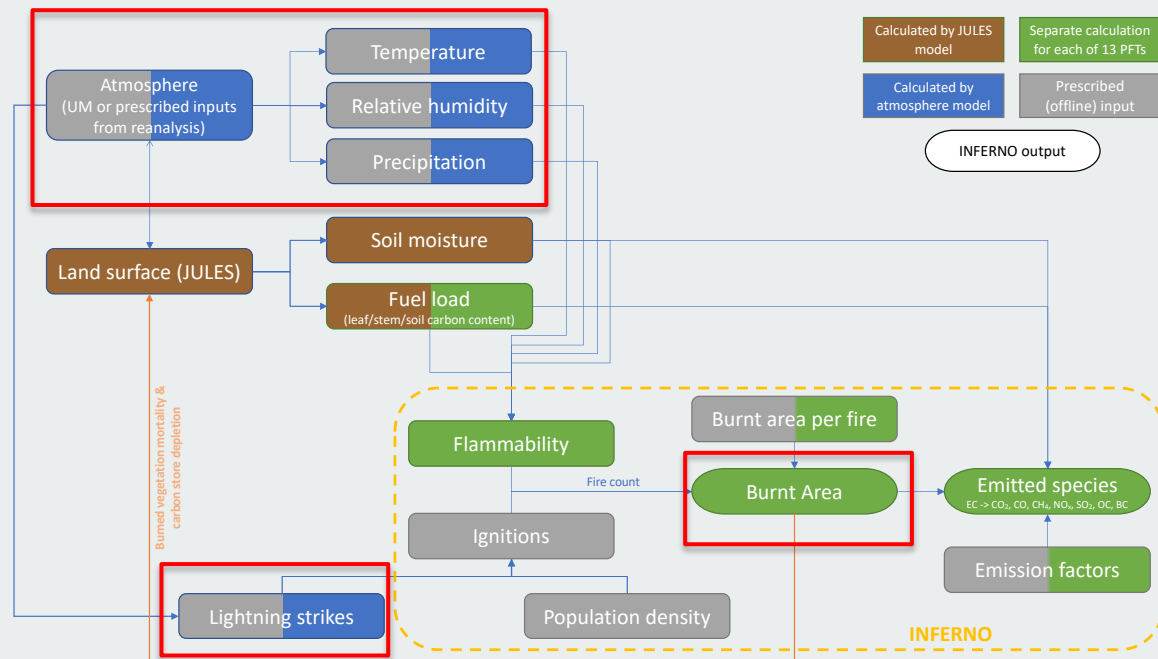 Atmosphere
(UM or prescribed inputs
from reanalysis)
Temperature
Relative humidity
Precipitation
Calculated by JULES
model
Separate calculation
for each of 13 PFTs
Calculated by
atmosphere model
Prescribed
(offline) input
INFERNO output
Land surface (JULES)
Soil moisture
Fuel load
(leaf/stem/soil carbon content)
Burned vegetation mortality &
carbon store depletion
Flammability
Burnt area per fire
Fire count
Burnt Area
Emitted species
EC -> CO₂, CO, CH₄, NOₓ, SO₂, OC, BC
Ignitions
Emission factors
Lightning strikes
Population density
INFERNO